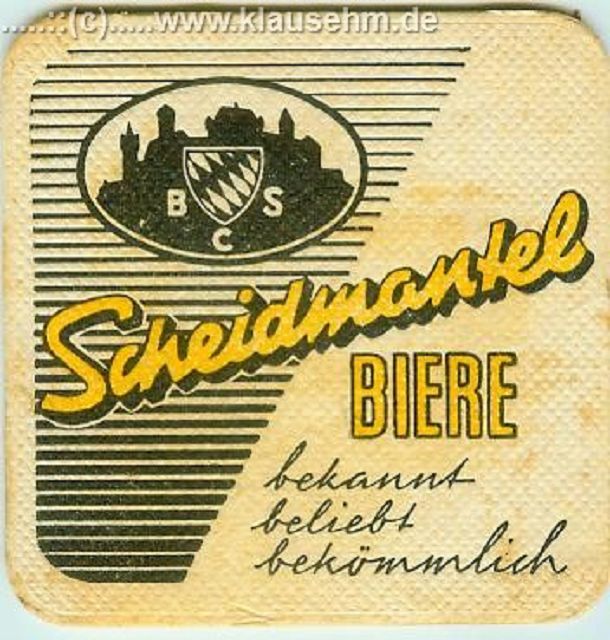 ......::(c).:...www.klausehm.de
B S
C
Scheidmantel
BIERE
bekannt
beliebt
bekömmlich